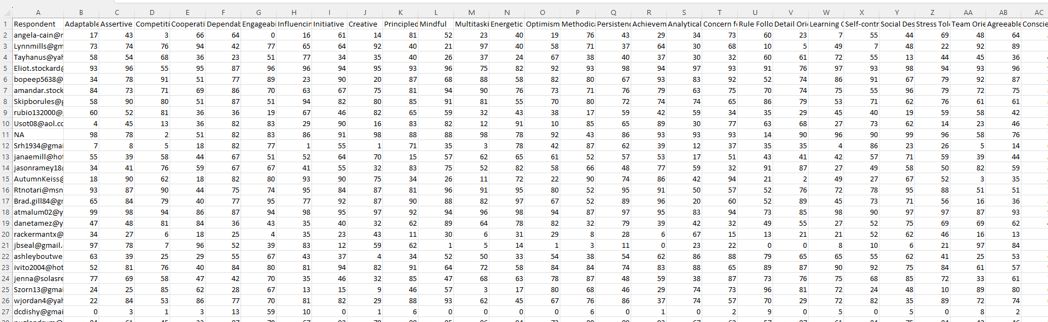 A B C D E F G H I J K L M N O P Q R S T U V W X Y Z AA AB AC
1 Respondent Adaptable Assertive Competiti Cooperati Dependab Engageabi Influencin Initiative Creative Principlec Mindful Multitaski Energetic Optimism Methodic Persistenc Achievem Analytical Concern f Rule Follo Detail Ori Learning C Self-contr Social Des Stress Tole Team Orie Agreeable Conscie
2 angela-cain@r 17 43 3 66 64 0 16 61 14 81 52 23 40 19 76 43 29 34 73 60 23 7 55 44 69 48 64
3 Lynnmills@gm 73 74 76 94 42 77 65 64 92 40 21 97 40 58 71 37 64 30 68 10 5 49 7 48 22 92 89
4 Tayhanus@yah 58 54 68 36 23 51 77 34 35 40 26 37 24 67 38 40 37 30 32 60 61 72 55 13 44 45 36
5 Eliot.stockard@ 93 96 55 95 87 96 96 94 95 93 96 75 82 92 93 98 94 97 93 91 76 97 93 98 94 93 96
6 bopeep5638@ 34 78 91 51 77 89 23 90 20 87 68 88 58 82 80 67 93 83 92 52 74 86 91 67 79 92 87
7 amandar.stock 84 73 71 69 86 70 63 67 75 81 94 90 76 73 71 76 79 63 75 70 74 75 75 65 75 76 74
8 Skipborules@g 58 90 80 51 87 51 94 82 80 85 91 81 55 70 80 72 74 74 65 86 79 53 71 62 76 61 61
9 rubio132000@ 60 52 81 36 36 19 67 46 82 65 59 32 43 38 17 59 42 59 34 35 29 45 40 19 59 58 42
10 Usot08@aol.cc 4 45 13 36 82 83 29 90 16 83 82 12 91 10 85 65 89 30 77 63 68 27 73 62 14 23 46
11 NA 98 78 2 51 82 83 86 91 98 88 88 98 78 92 43 86 93 93 93 14 90 96 90 99 96 58 76
12 Srh1934@gmai 7 8 5 18 82 77 1 55 1 71 35 3 78 42 87 62 39 12 37 35 35 4 86 23 26 5 14
13 janaemill@hot 55 39 58 44 67 51 52 64 70 15 57 62 65 61 52 57 53 17 51 43 41 42 57 71 59 39 44
14 jasonramey18 34 41 76 59 67 67 41 55 32 83 75 52 82 58 66 48 77 59 31 65 62 27 49 58 50 82 59
15 AutumnKeiss@ 18 90 62 18 82 80 93 90 75 34 26 11 72 22 90 74 86 42 94 21 2 49 27 67 52 3 35
16 Rtnotari@msn 93 87 90 44 75 74 95 84 87 81 96 91 95 80 52 95 91 50 57 52 76 72 78 95 88 51 51
17 Brad.gill84@gr 65 84 79 40 77 95 77 92 87 90 88 82 97 67 52 90 62 69 58 62 89 45 73 71 56 16 36
18 atmalum02@y 99 98 94 86 87 94 98 95 97 92 94 96 98 94 87 97 95 83 94 73 85 98 90 97 97 87 93
19 danetamez@y 47 48 81 84 36 43 35 40 32 62 89 64 78 82 32 79 39 42 32 49 55 27 52 75 69 69 62
20 rackermantx@ 34 27 6 18 25 4 35 23 43 11 30 6 31 29 8 28 6 67 15 13 21 21 52 62 46 16 13
21 jbseal@gmail. 97 78 7 96 52 39 83 12 59 62 1 5 14 1 3 11 0 23 22 0 0 8 10 6 21 97 84
22 ashleyboutwe 63 39 25 29 55 43 37 4 34 52 50 33 54 38 54 62 86 88 79 65 65 55 62 41 35 23
23 ivito2004@hot 52 81 76 40 84 80 81 94 82 91 64 72 58 84 84 74 83 88 65 89 87 90 92 75 84 61 57
24 jenna@solasre 77 69 58 47 42 70 35 46 32 85 47 68 63 78 87 48 59 38 87 73 76 75 68 85 72 33 61
25 Szorn13@gmai 24 25 85 62 28 67 13 15 9 46 57 3 17 80 68 46 29 74 73 96 81 72 24 48 10 89 80
26 wjordan4@yah 22 84 53 86 77 70 81 82 29 88 93 62 45 67 76 86 37 74 57 70 29 72 82 35 89 72 74
27 dcdishy@gmail 0 3 1 3 13 59 10 0 1 6 0 0 0 0 6 0 1 0 2 9 0 5 0 0 0 8 2